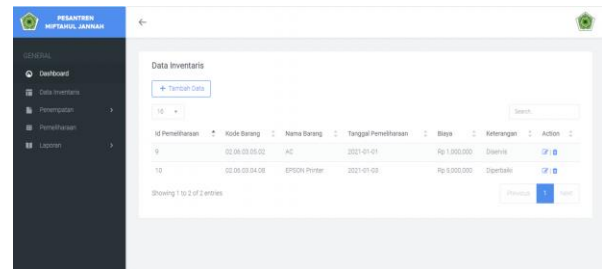 PESANTREN
MIFTAHUL JANNAH
GENERAL
Dashboard
Data Inventaris
Penempatan
Pemeliharaan
Laporan
Data Inventaris
+ Tambah Data
10
Search
Id Pemeliharaan Kode Barang Nama Barang Tanggal Pemeliharaan Biaya Keterangan Action
9 02.06.03.05.02 AC 2021-01-01 Rp 1,000,000 Diservis
10 02.06.03.04.08 EPSON Printer 2021-01-03 Rp 5,000,000 Diperbaiki
Showing 1 to 2 of 2 entries
Previous 1 Next